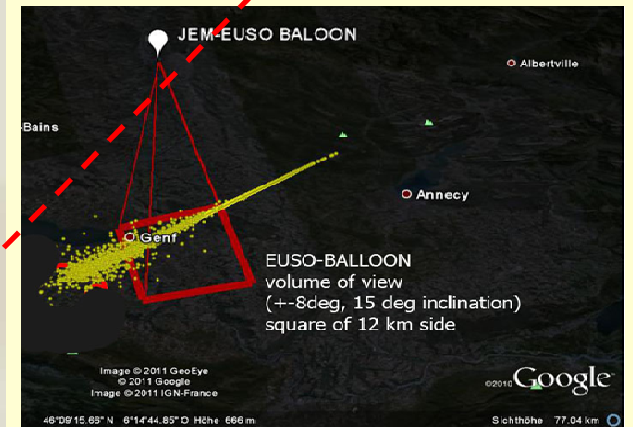 JEM-EUSO BALOON
Albertville
-Bains
Annecy
Genf
EUSO-BALLOON
volume of view
(+-8deg, 15 deg inclination)
square of 12 km side
Image © 2011 GeoEye
© 2011 Google
Image © 2011 IGN-France
©2010 Google
46°09'15.68" N 6°14'44.85" O Höhe 666 m
Sichthöhe 77.04 km